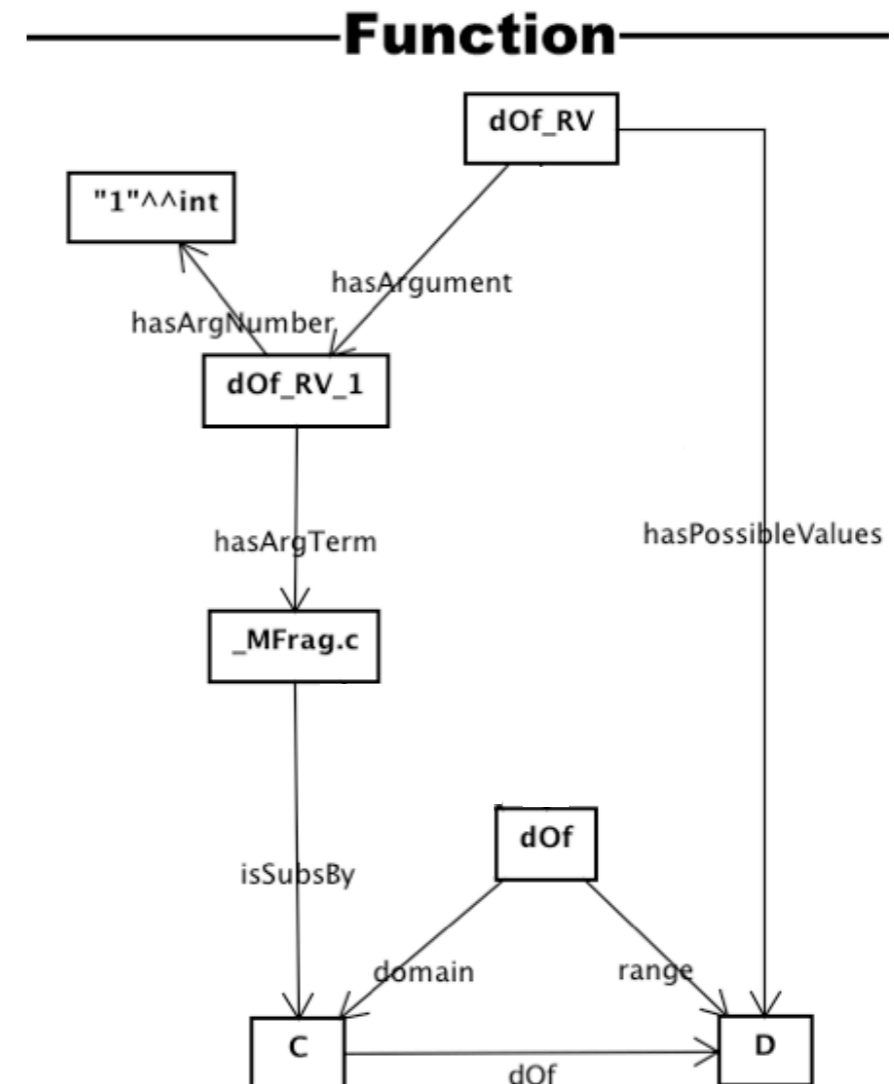 Function
dOf_RV
"1"^^int
hasArgument
hasArgNumber
dOf_RV_1
hasPossibleValues
hasArgTerm
_MFrag.c
dOf
isSubsBy
domain
range
C
D
dOf